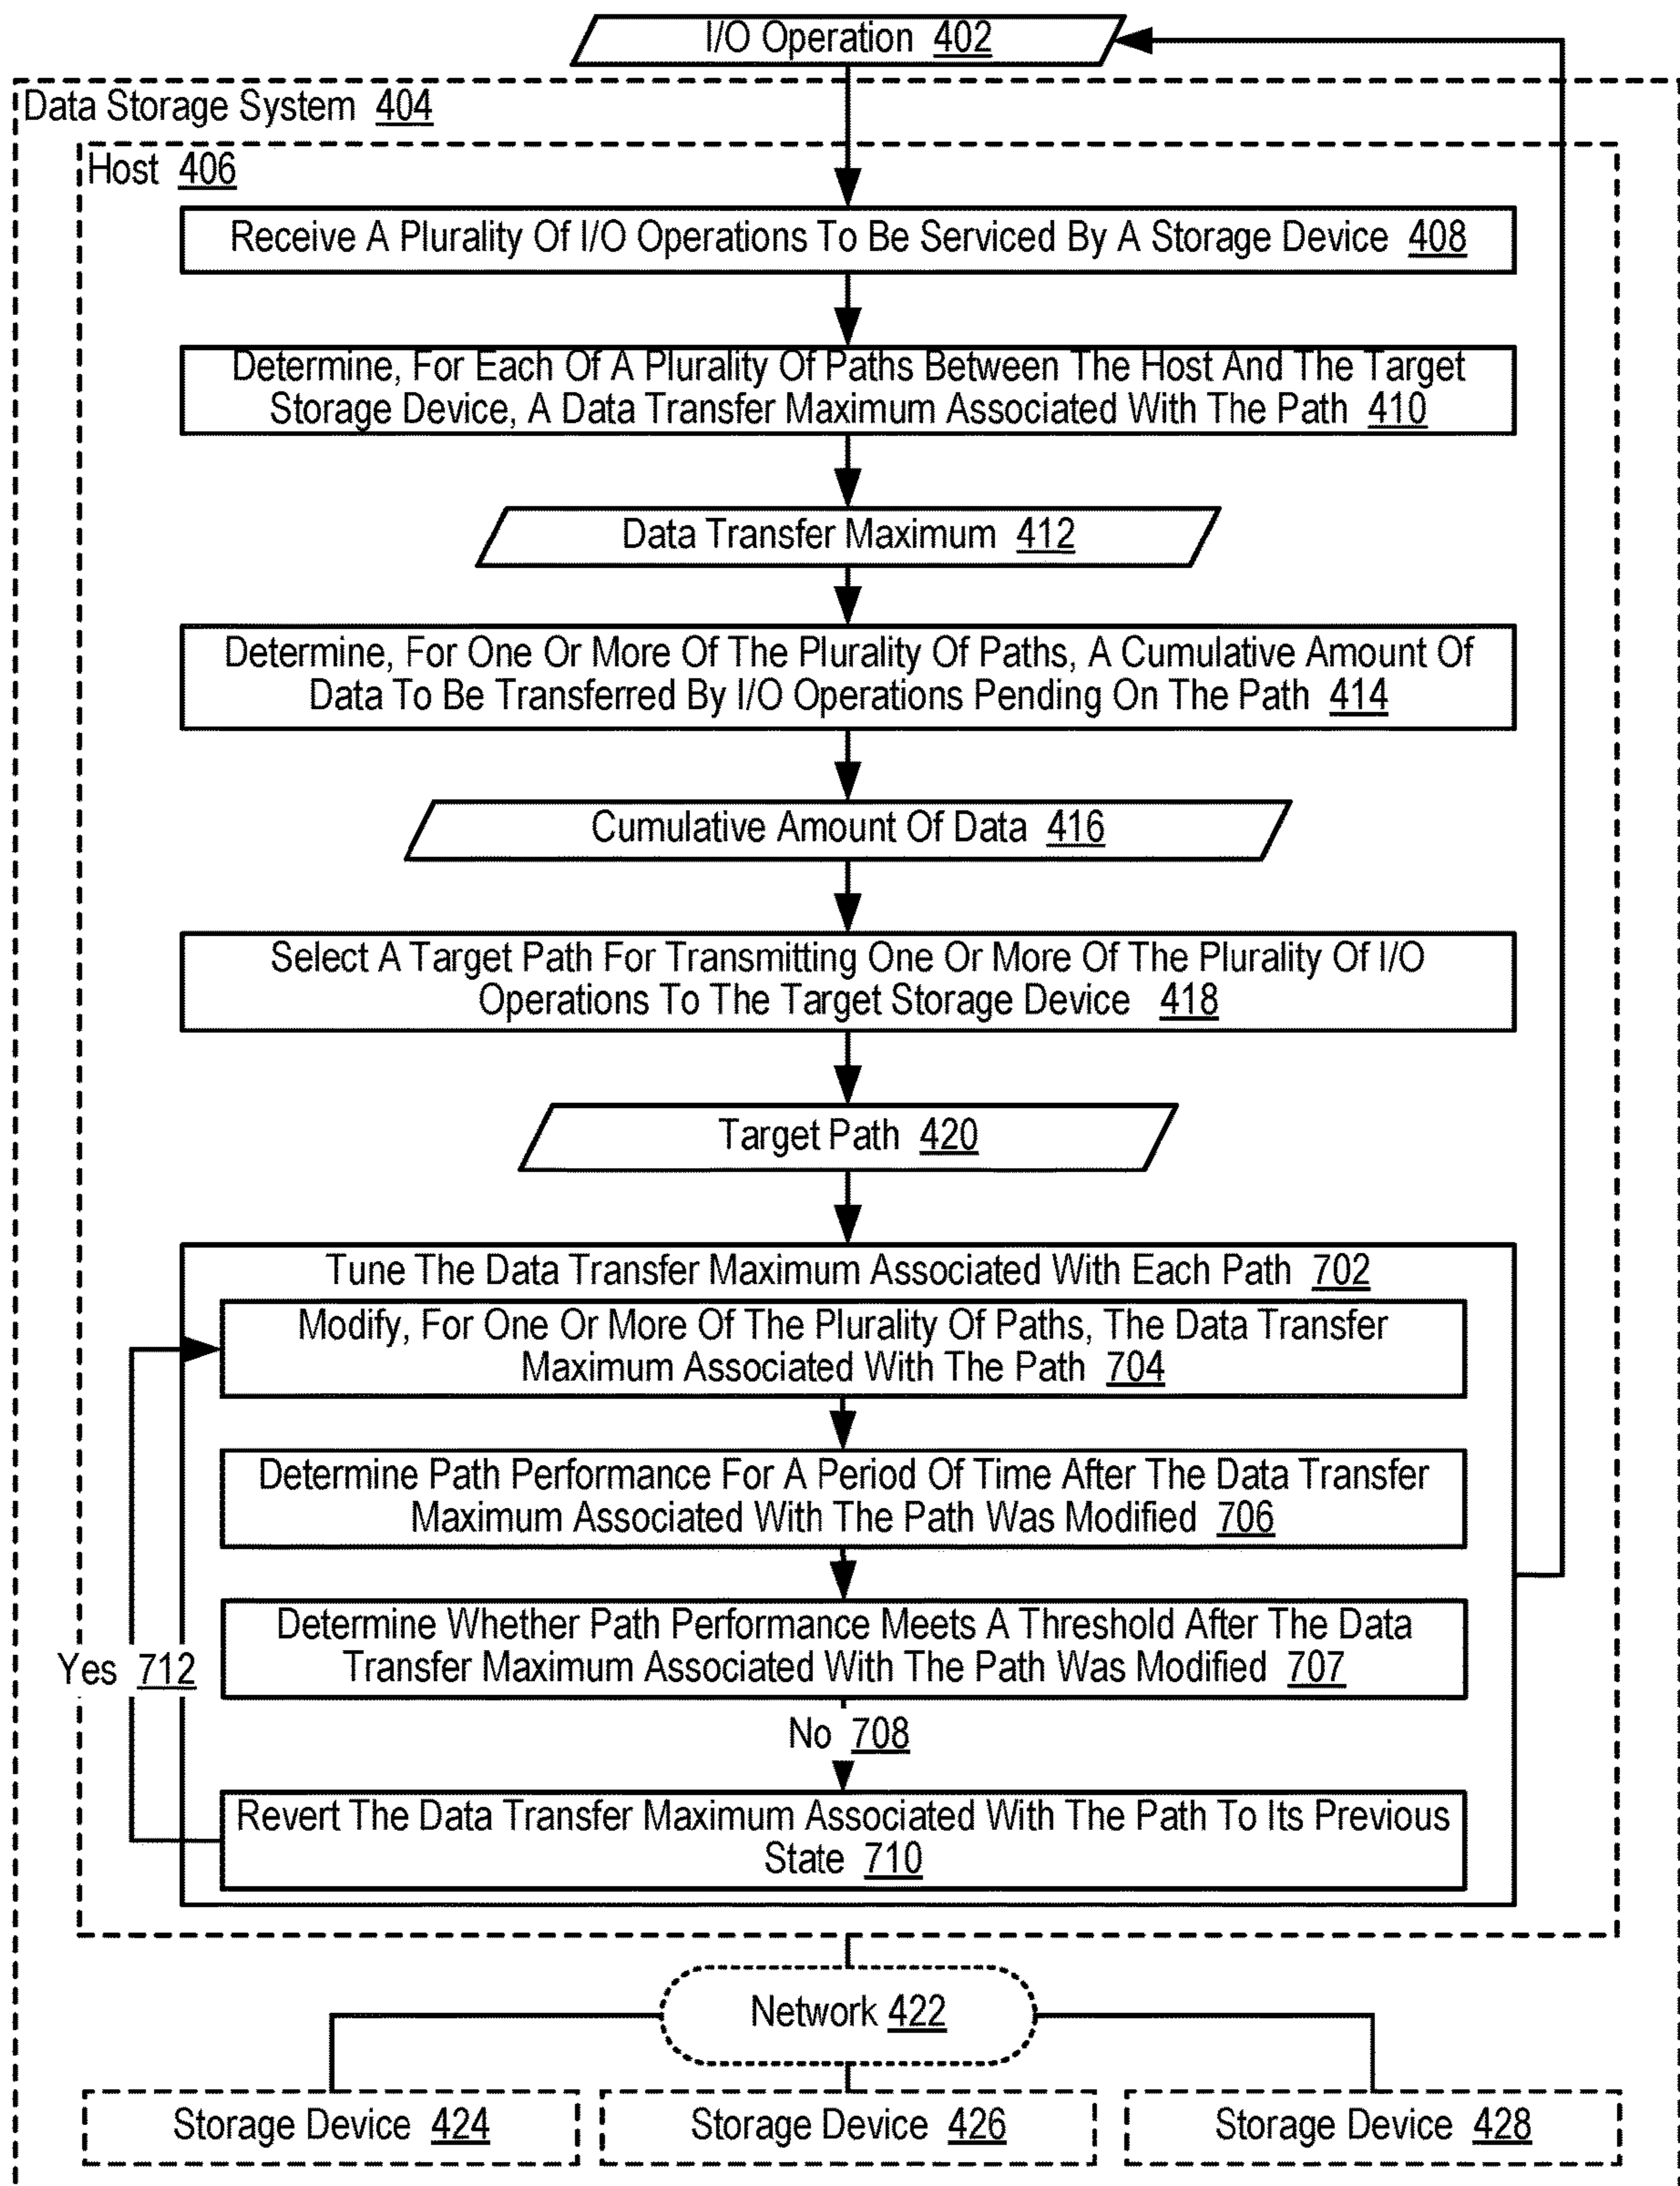 I/O Operation 402
Data Storage System 404
Host 406
Receive A Plurality Of I/O Operations To Be Serviced By A Storage Device 408
Determine, For Each Of A Plurality Of Paths Between The Host And The Target
Storage Device, A Data Transfer Maximum Associated With The Path 410
Data Transfer Maximum 412
Determine, For One Or More Of The Plurality Of Paths, A Cumulative Amount Of
Data To Be Transferred By I/O Operations Pending On The Path 414
Cumulative Amount Of Data 416
Select A Target Path For Transmitting One Or More Of The Plurality Of I/O
Operations To The Target Storage Device 418
Target Path 420
Tune The Data Transfer Maximum Associated With Each Path 702
Modify, For One Or More Of The Plurality Of Paths, The Data Transfer
Maximum Associated With The Path 704
Determine Path Performance For A Period Of Time After The Data Transfer
Maximum Associated With The Path Was Modified 706
Determine Whether Path Performance Meets A Threshold After The Data
Transfer Maximum Associated With The Path Was Modified 707
Yes 712
No 708
Revert The Data Transfer Maximum Associated With The Path To Its Previous
State 710
Network 422
Storage Device 424
Storage Device 426
Storage Device 428